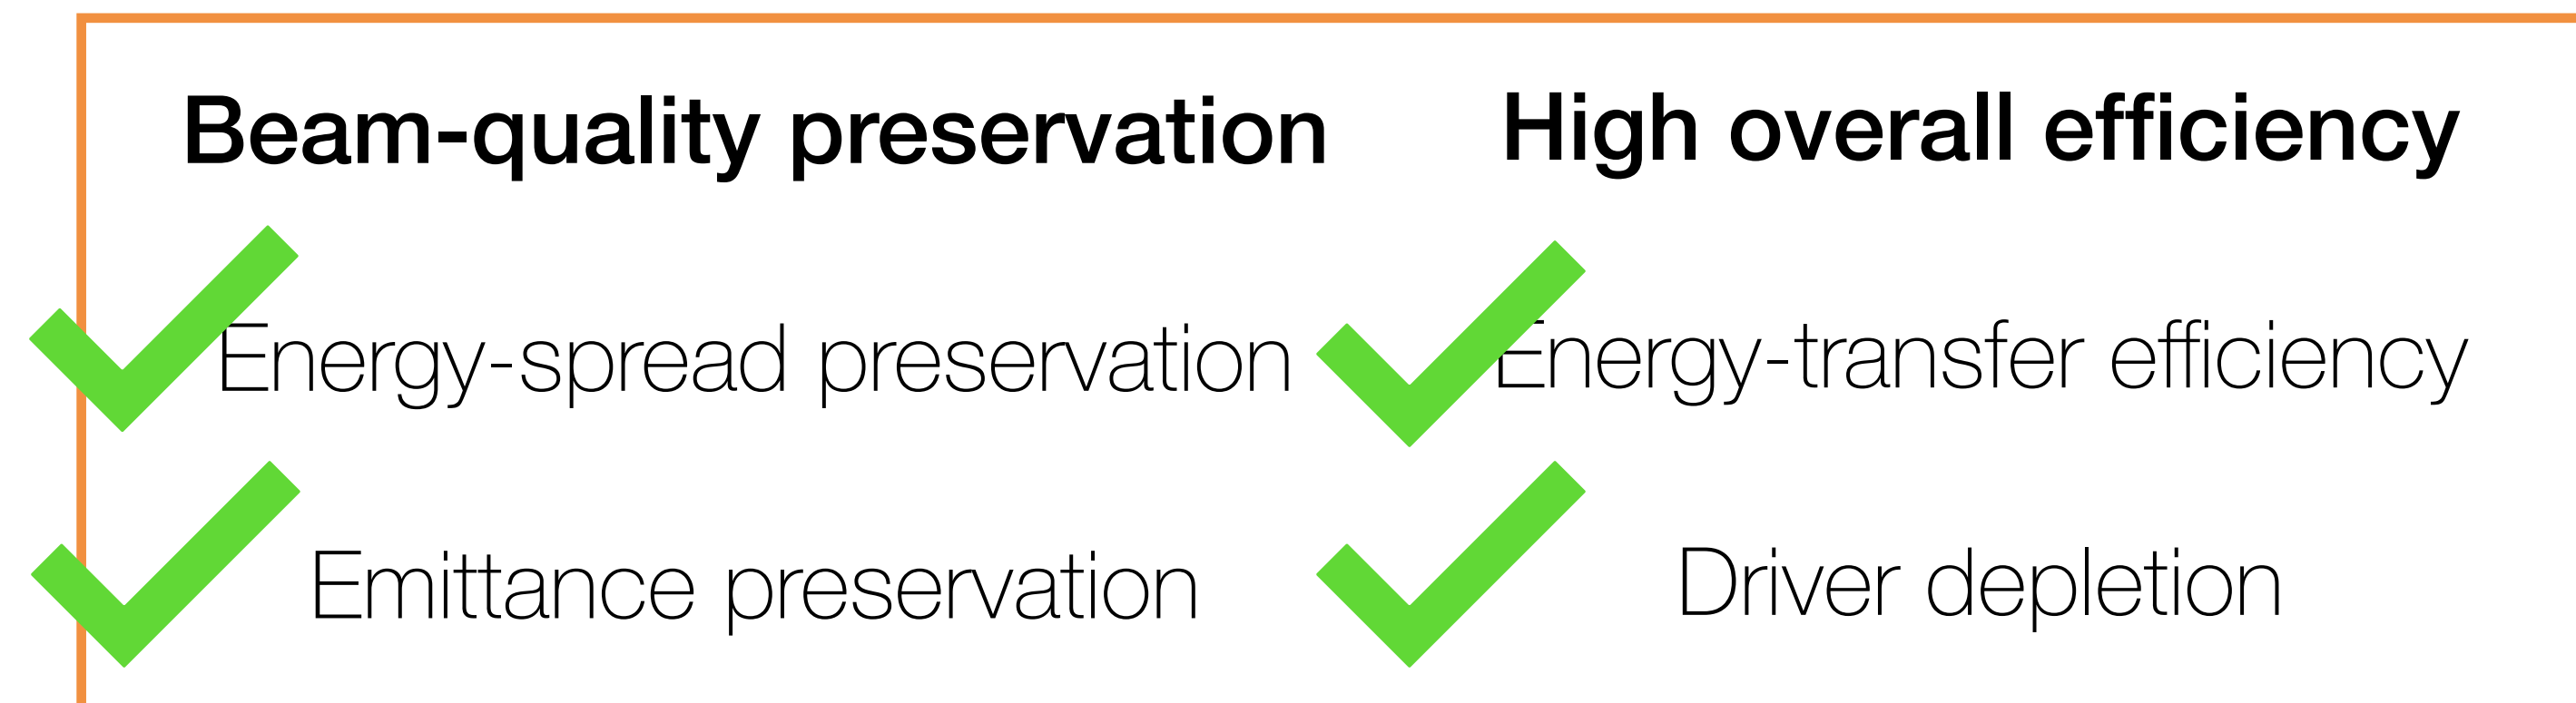 Beam-quality preservation
Energy-spread preservation
Emittance preservation
High overall efficiency
Energy-transfer efficiency
Driver depletion